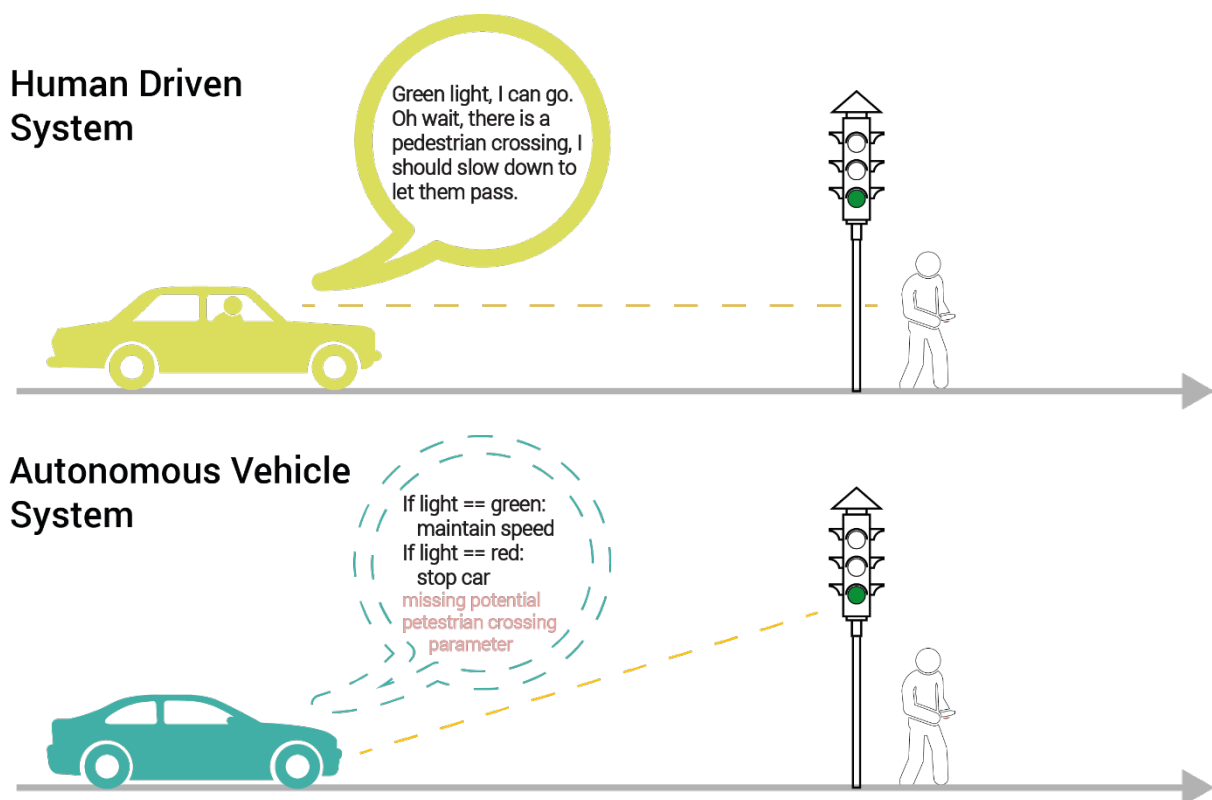 Human Driven
System
Green light, I can go.
Oh wait, there is a
pedestrian crossing, I
should slow down to
let them pass.
Autonomous Vehicle
System
If light == green:
maintain speed
If light == red:
stop car
missing potential
petestrian crossing
parameter